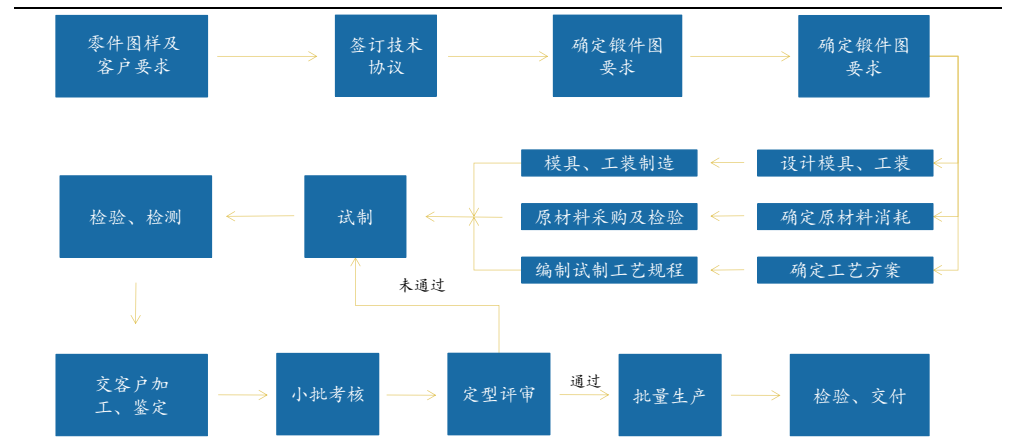 零件图样及
客户要求
签订技术
协议
确定锻件图
要求
确定锻件图
要求
模具、工装制造
设计模具、工装
检验、检测
试制
原材料采购及检验
确定原材料消耗
编制试制工艺规程
确定工艺方案
未通过
交客户加
工、鉴定
小批考核
定型评审
通过
批量生产
检验、交付